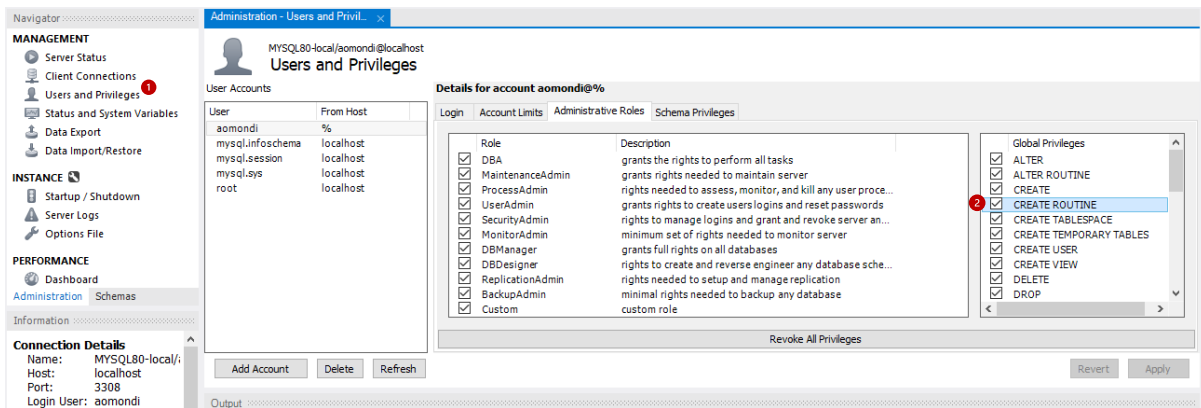 Navigator
MANAGEMENT
Server Status
Client Connections
Users and Privileges 1
Status and System Variables
Data Export
Data Import/Restore
INSTANCE
Startup / Shutdown
Server Logs
Options File
PERFORMANCE
Dashboard
Administration Schemas
Information
Connection Details
Name: MYSQL80-local/
Host: localhost
Port: 3308
Login User: aomondi
Administration - Users and Privil...
MYSQL80-local/aomondi@localhost
Users and Privileges
User Accounts
User From Host
aomondi %
mysql.infoschema localhost
mysql.session localhost
mysql.sys localhost
root localhost
Add Account Delete Refresh
Details for account aomondi@%
Login Account Limits Administrative Roles Schema Privileges
Role Description
DBA grants the rights to perform all tasks
MaintenanceAdmin grants rights needed to maintain server
ProcessAdmin rights needed to assess, monitor, and kill any user proce...
UserAdmin grants rights to create users logins and reset passwords
SecurityAdmin rights to manage logins and grant and revoke server an...
MonitorAdmin minimum set of rights needed to monitor server
DBManager grants full rights on all databases
DBDesigner rights to create and reverse engineer any database sche...
ReplicationAdmin rights needed to setup and manage replication
BackupAdmin minimal rights needed to backup any database
Custom custom role
Global Privileges
ALTER
ALTER ROUTINE
CREATE
2 CREATE ROUTINE
CREATE TABLESPACE
CREATE TEMPORARY TABLES
CREATE USER
CREATE VIEW
DELETE
DROP
Revoke All Privileges
Revert Apply
Output